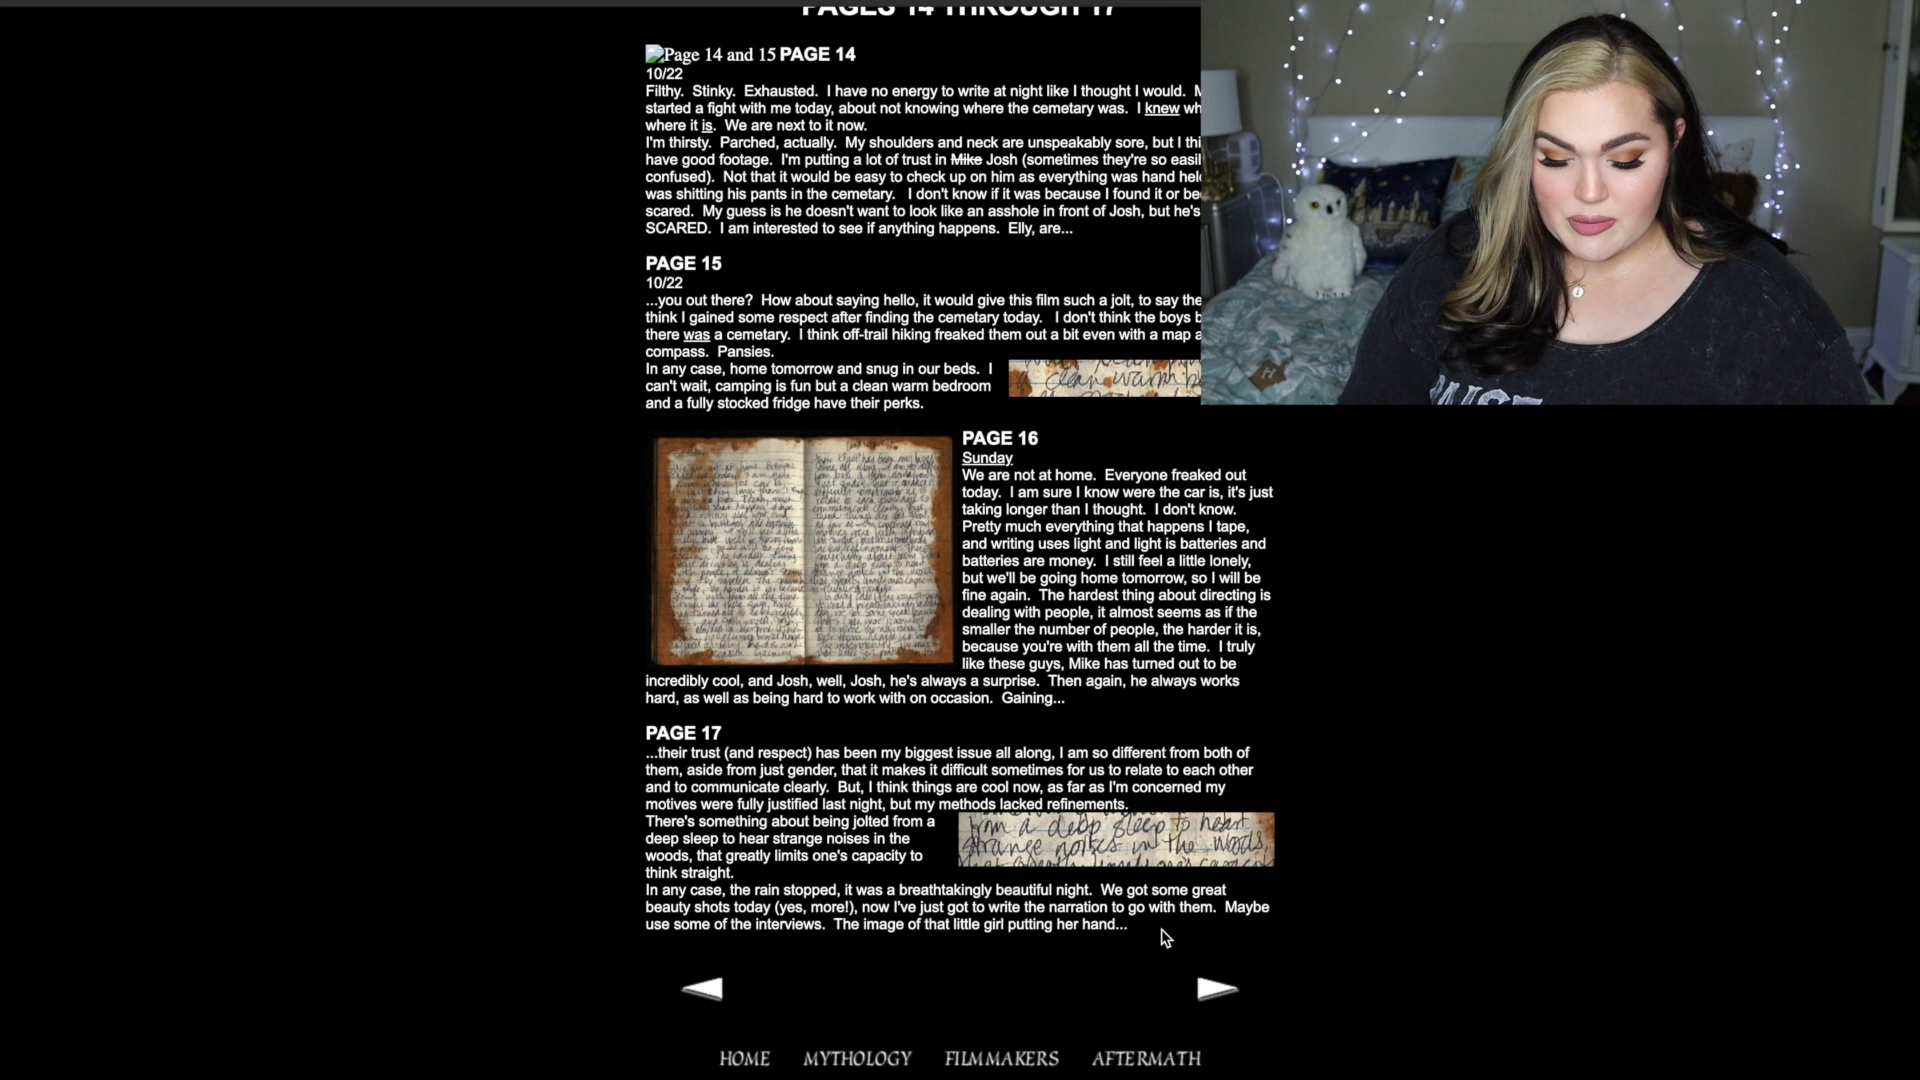 PAGES 14 THROUGH 17
Page 14 and 15 PAGE 14
10/22
Filthy. Stinky. Exhausted. I have no energy to write at night like I thought I would.
started a fight with me today, about not knowing where the cemetary was. I knew
where it is. We are next to it now.
I'm thirsty. Parched, actually. My shoulders and neck are unspeakably sore, but I
have good footage. I'm putting a lot of trust in Mike Josh (sometimes they're so
confused). Not that it would be easy to check up on him as everything was hand
was shitting his pants in the cemetary. I don't know if it was because I found it or
scared. My guess is he doesn't want to look like an asshole in front of Josh, but he's
SCARED. I am interested to see if anything happens. Elly, are...
PAGE 15
10/22
...you out there? How about saying hello, it would give this film such a jolt, to say the
think I gained some respect after finding the cemetary today. I don't think the boys
there was a cemetary. I think off-trail hiking freaked them out a bit even with a map
compass. Pansies.
In any case, home tomorrow and snug in our beds. I
can't wait, camping is fun but a clean warm bedroom
and a fully stocked fridge have their perks.
a clean warm
PAGE 16
Sunday
We are not at home. Everyone freaked out
today. I am sure I know were the car is, it's just
taking longer than I thought. I don't know.
Pretty much everything that happens I tape,
and writing uses light and light is batteries and
batteries are money. I still feel a little lonely,
but we'll be going home tomorrow, so I will be
fine again. The hardest thing about directing is
dealing with people, it almost seems as if the
smaller the number of people, the harder it is,
because you're with them all the time. I truly
like these guys, Mike has turned out to be
incredibly cool, and Josh, well, Josh, he's always a surprise. Then again, he always works
hard, as well as being hard to work with on occasion. Gaining...
PAGE 17
...their trust (and respect) has been my biggest issue all along, I am so different from both of
them, aside from just gender, that it makes it difficult sometimes for us to relate to each other
and to communicate clearly. But, I think things are cool now, as far as I'm concerned my
motives were fully justified last night, but my methods lacked refinements.
There's something about being jolted from a
deep sleep to hear strange noises in the
woods, that greatly limits one's capacity to
think straight.
from a deep sleep to hear
strange noises in the woods,
In any case, the rain stopped, it was a breathtakingly beautiful night. We got some great
beauty shots today (yes, more!), now I've just got to write the narration to go with them. Maybe
use some of the interviews. The image of that little girl putting her hand...
HOME MYTHOLOGY FILMMAKERS AFTERMATH